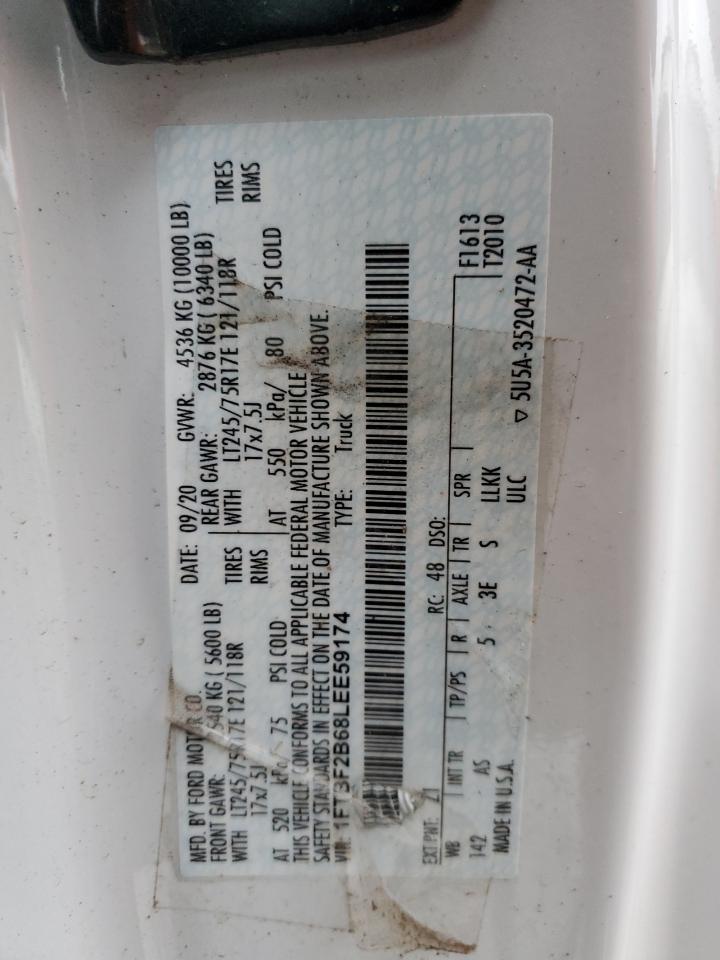 MFD. BY FORD MOTOR CO.
DATE: 09/20 GVWR: 4536 KG (10000 LB)
FRONT GAWR: 540 KG ( 5600 LB) REAR GAWR: 2876 KG ( 6340 LB)
WITH LT245/75R17E 121/118R TIRES WITH LT245/75R17E 121/118R TIRES
17x7.5J RIMS 17x7.5J RIMS
AT 520 kPa/ 75 PSI COLD AT 550 kPa/ 80 PSI COLD
THIS VEHICLE CONFORMS TO ALL APPLICABLE FEDERAL MOTOR VEHICLE
SAFETY STANDARDS IN EFFECT ON THE DATE OF MANUFACTURE SHOWN ABOVE.
VIN: 1FT3F2B68LEE59174 TYPE: Truck
EXT PNT: Z1 RC: 48 DSO: F1613
WB INT TR TP/PS R AXLE TR SPR T2010
142 AS 5 3E S LLKK
MADE IN U.S.A. ULC ▽ 5U5A-3520472-AA